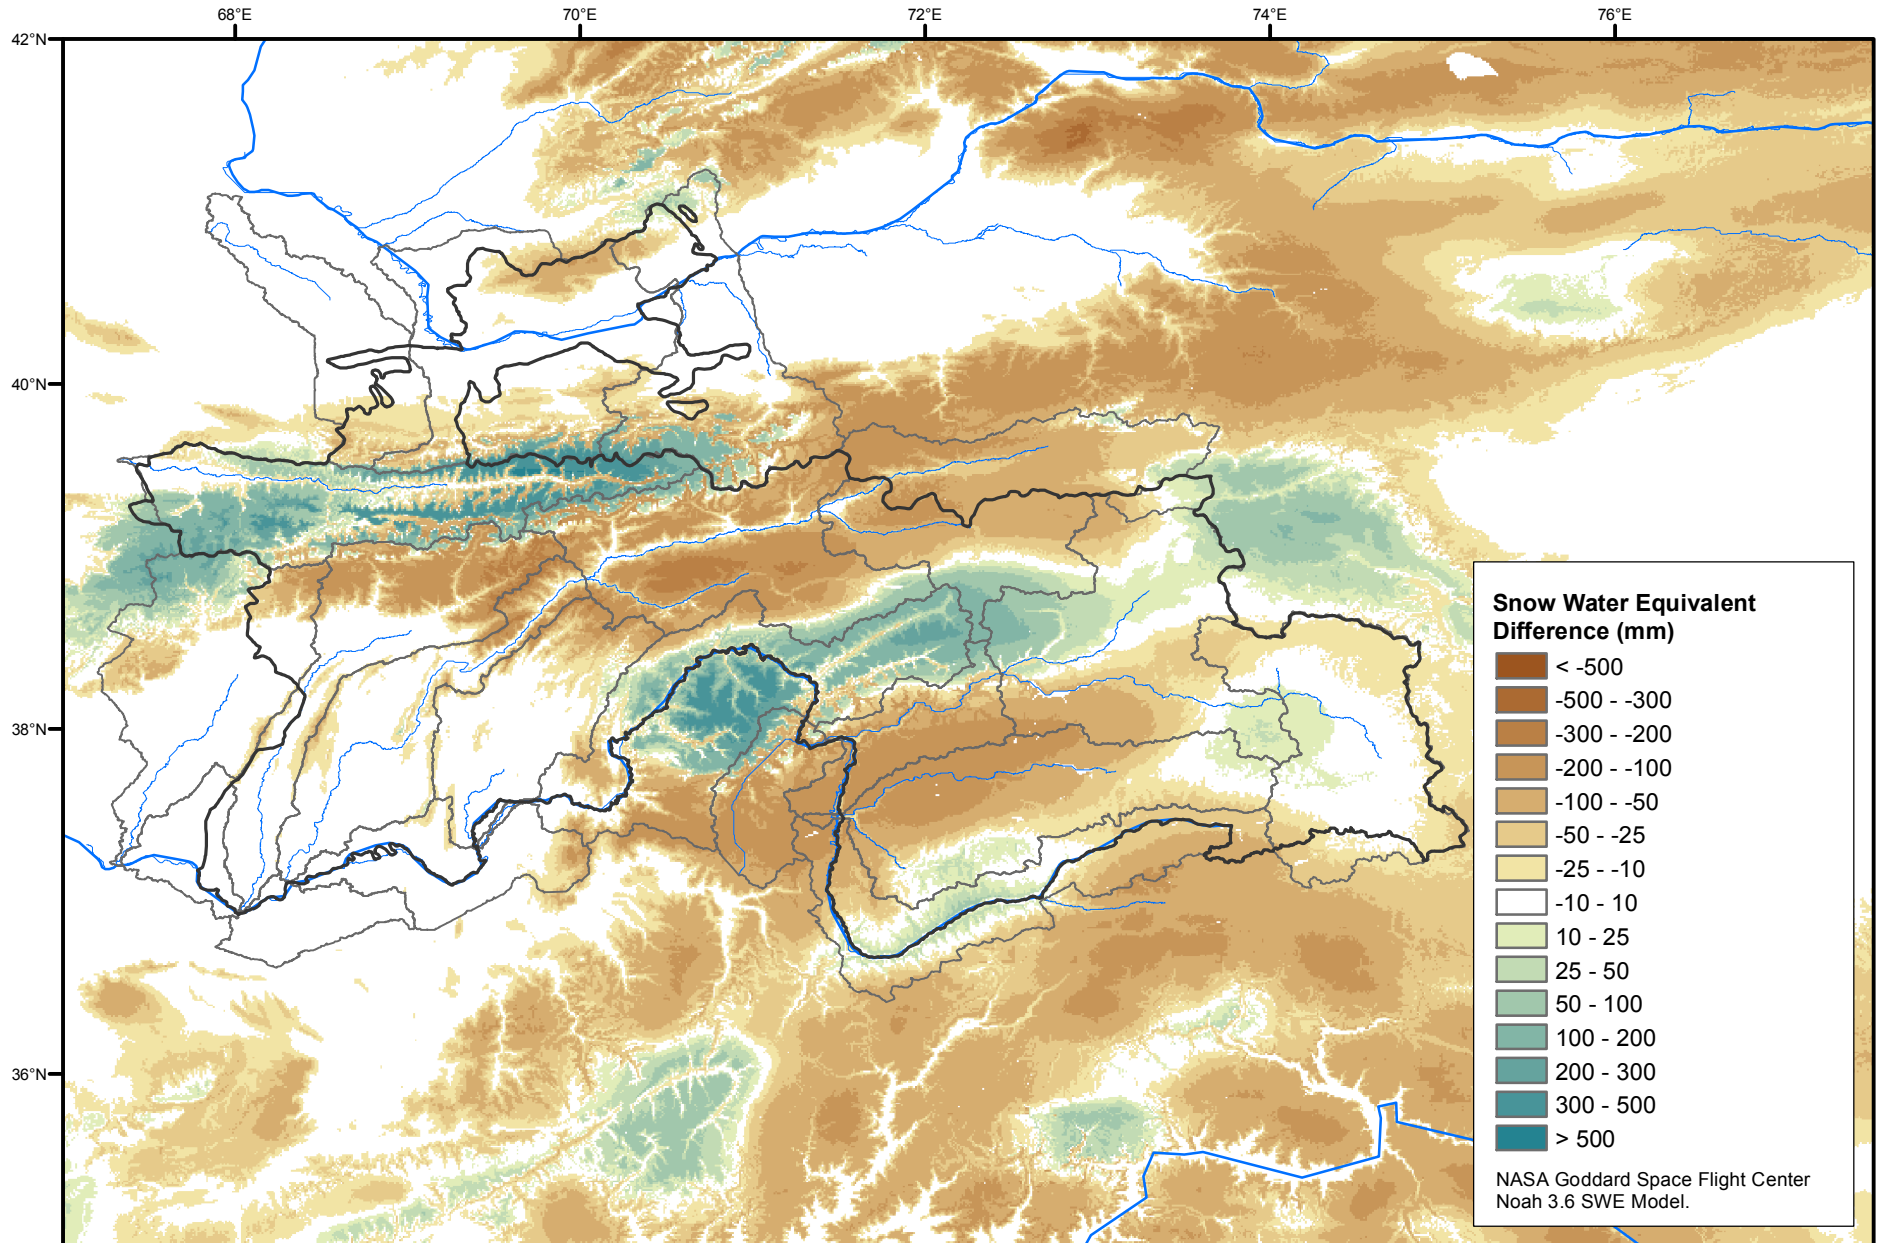 68°E
70°E
72°E
74°E
76°E
42°N
40°N
38°N
36°N
Snow Water Equivalent
Difference (mm)
< -500
-500 - -300
-300 - -200
-200 - -100
-100 - -50
-50 - -25
-25 - -10
-10 - 10
10 - 25
25 - 50
50 - 100
100 - 200
200 - 300
300 - 500
> 500
NASA Goddard Space Flight Center
Noah 3.6 SWE Model.